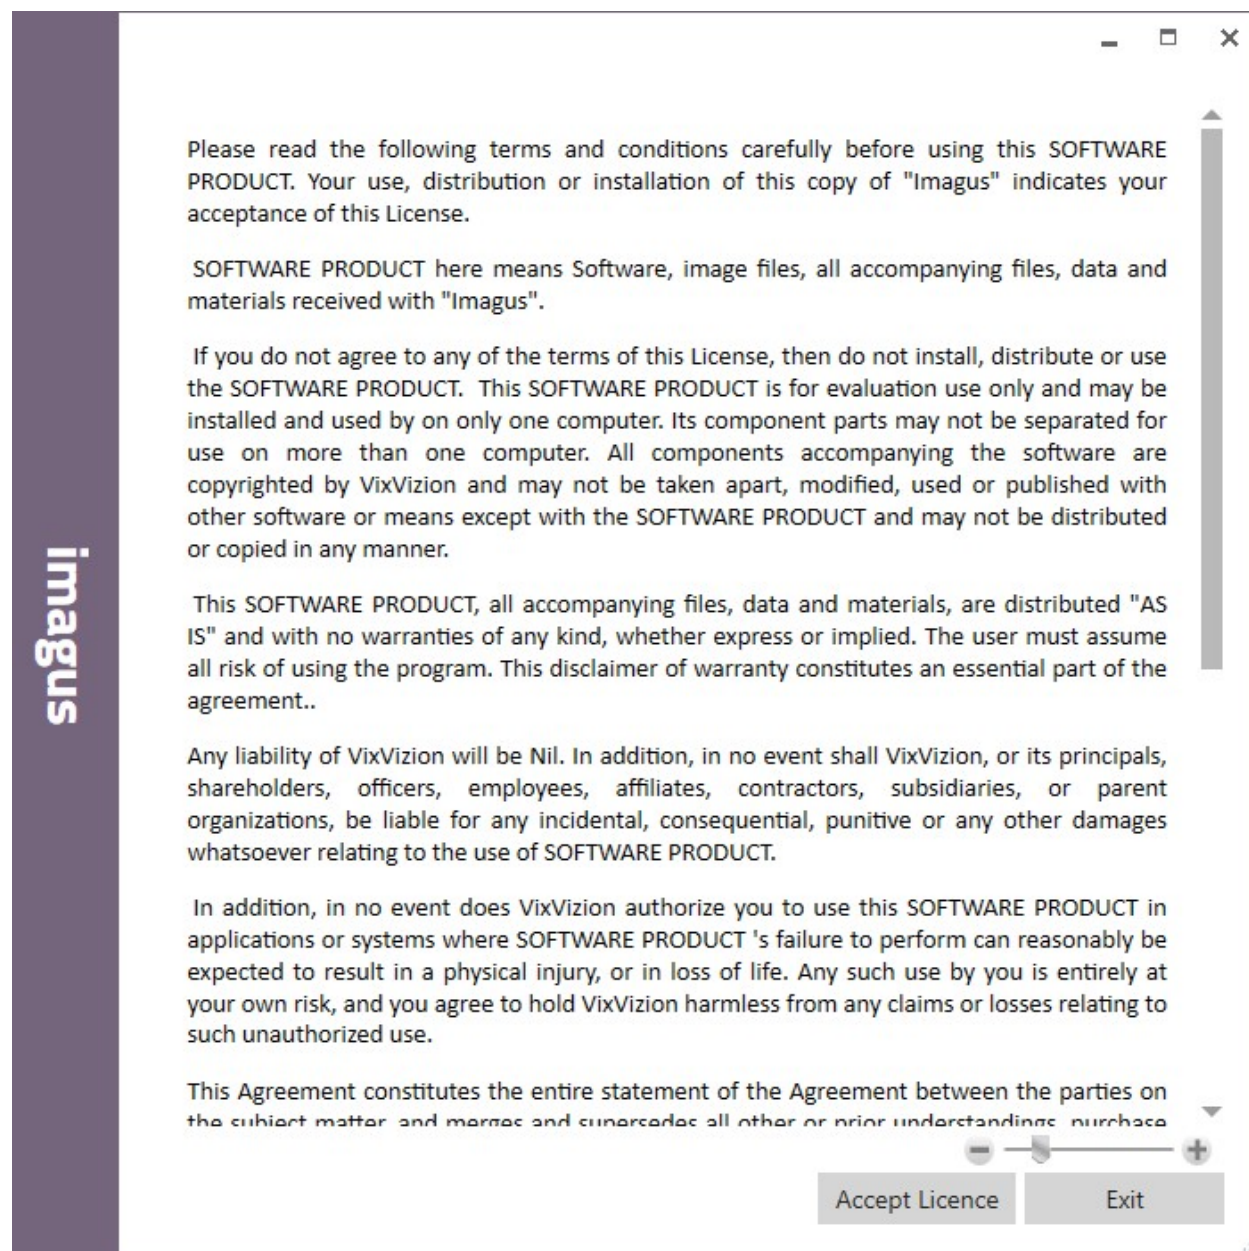 imagus
Please read the following terms and conditions carefully before using this SOFTWARE
PRODUCT. Your use, distribution or installation of this copy of "Imagus" indicates your
acceptance of this License.
SOFTWARE PRODUCT here means Software, image files, all accompanying files, data and
materials received with "Imagus".
If you do not agree to any of the terms of this License, then do not install, distribute or use
the SOFTWARE PRODUCT.  This SOFTWARE PRODUCT is for evaluation use only and may be
installed and used by on only one computer. Its component parts may not be separated for
use on more than one computer. All components accompanying the software are
copyrighted by VixVizion and may not be taken apart, modified, used or published with
other software or means except with the SOFTWARE PRODUCT and may not be distributed
or copied in any manner.
This SOFTWARE PRODUCT, all accompanying files, data and materials, are distributed "AS
IS" and with no warranties of any kind, whether express or implied. The user must assume
all risk of using the program. This disclaimer of warranty constitutes an essential part of the
agreement..
Any liability of VixVizion will be Nil. In addition, in no event shall VixVizion, or its principals,
shareholders, officers, employees, affiliates, contractors, subsidiaries, or parent
organizations, be liable for any incidental, consequential, punitive or any other damages
whatsoever relating to the use of SOFTWARE PRODUCT.
In addition, in no event does VixVizion authorize you to use this SOFTWARE PRODUCT in
applications or systems where SOFTWARE PRODUCT 's failure to perform can reasonably be
expected to result in a physical injury, or in loss of life. Any such use by you is entirely at
your own risk, and you agree to hold VixVizion harmless from any claims or losses relating to
such unauthorized use.
This Agreement constitutes the entire statement of the Agreement between the parties on
the subject matter, and merges and supersedes all other or prior understandings, purchase
Accept Licence
Exit